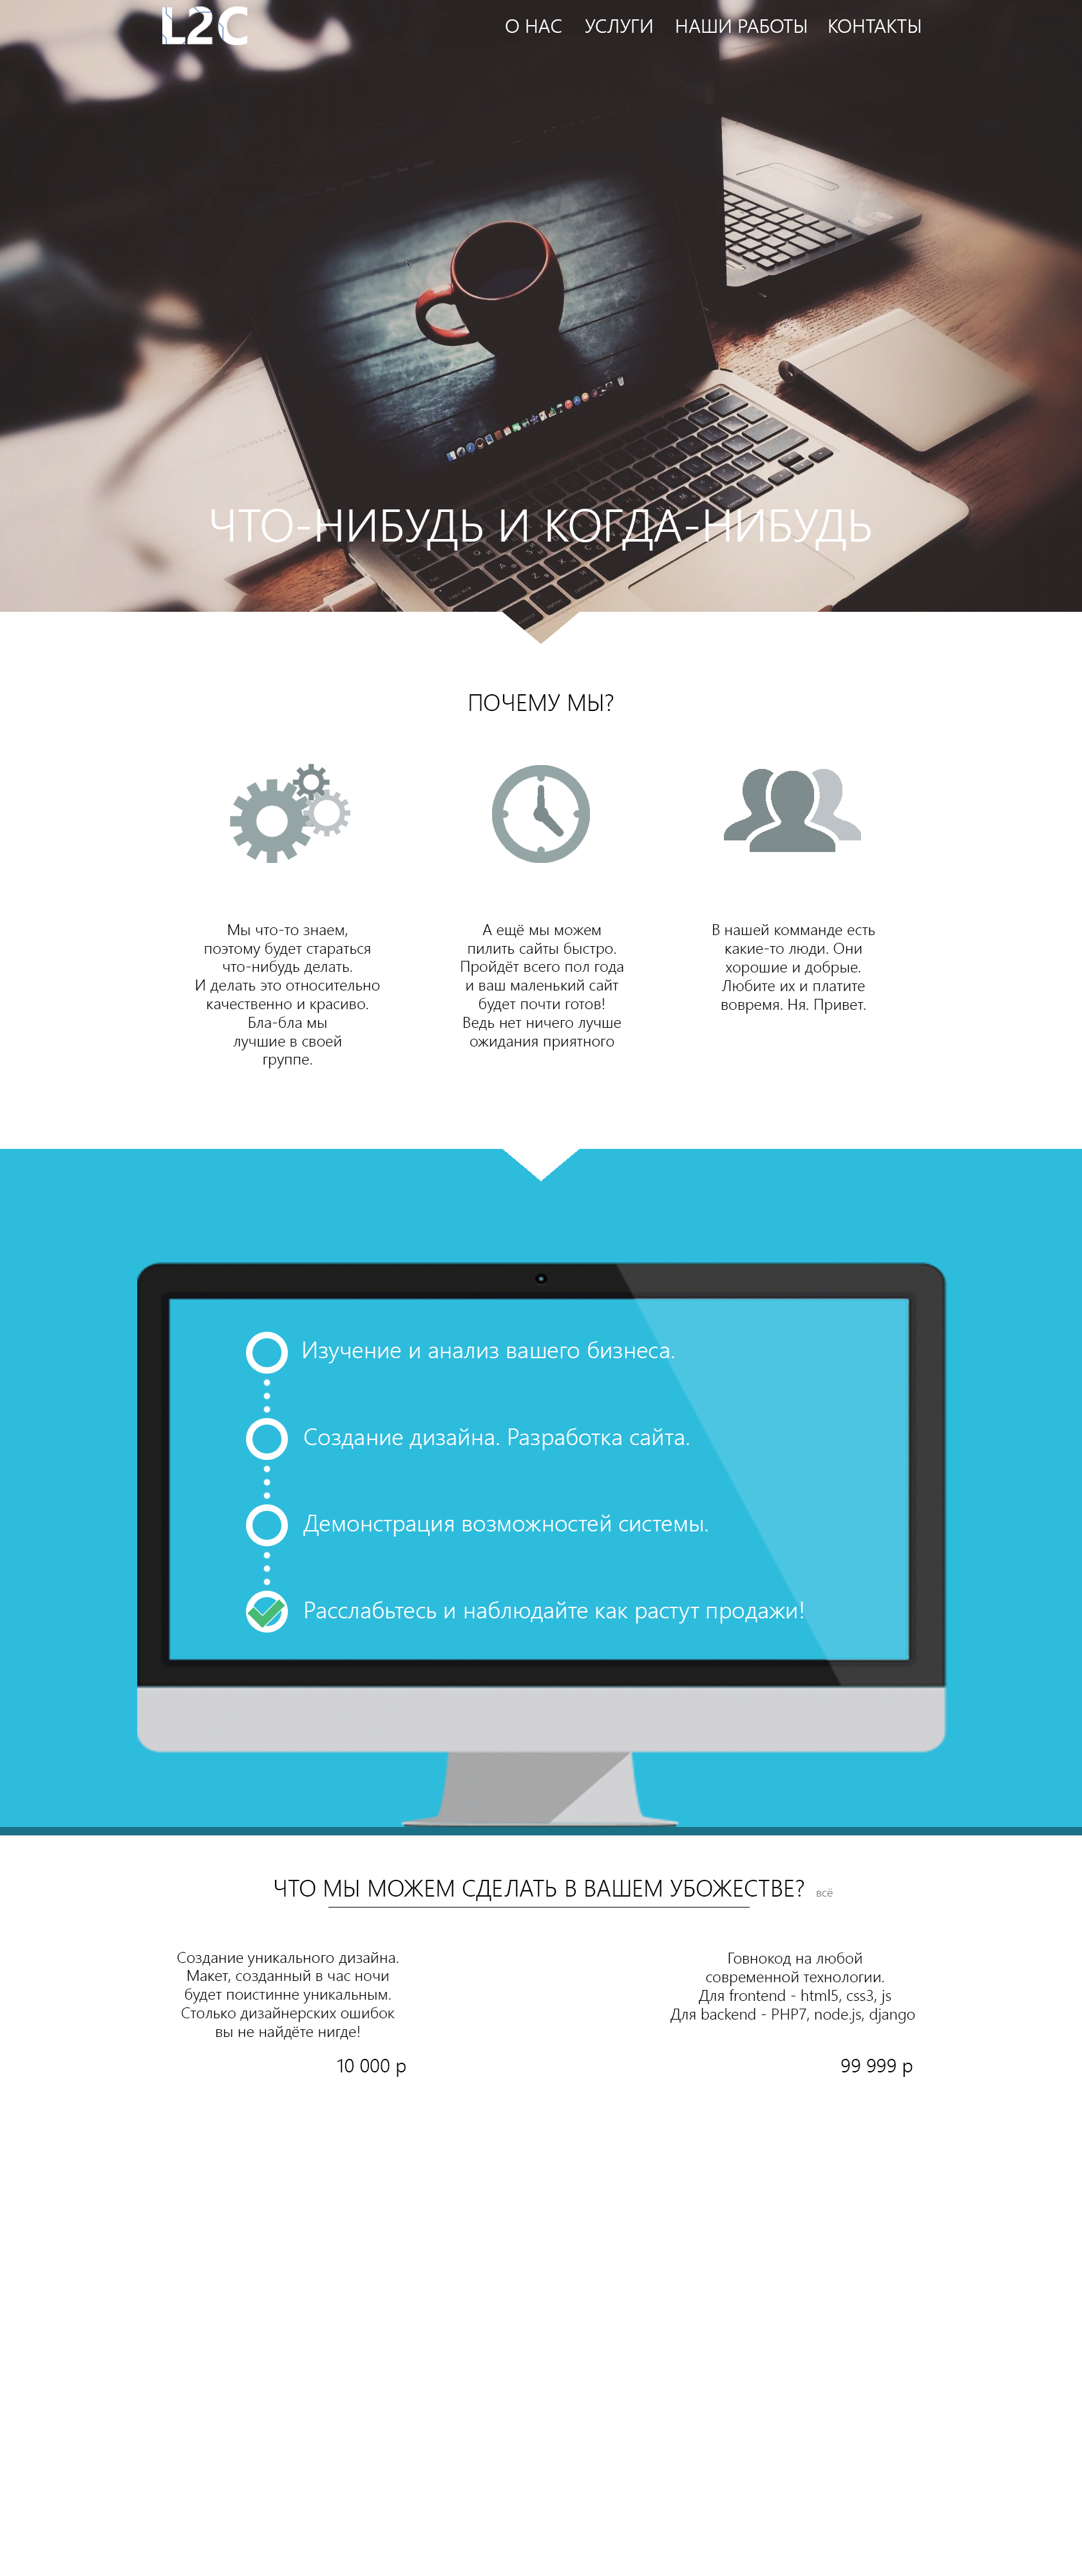 L2C
О НАС УСЛУГИ НАШИ РАБОТЫ КОНТАКТЫ
ЧТО-НИБУДЬ И КОГДА-НИБУДЬ
ПОЧЕМУ МЫ?
Мы что-то знаем,
поэтому будет стараться
что-нибудь делать.
И делать это относительно
качественно и красиво.
Бла-бла мы
лучшие в своей
группе.
А ещё мы можем
пилить сайты быстро.
Пройдёт всего пол года
и ваш маленький сайт
будет почти готов!
Ведь нет ничего лучше
ожидания приятного
В нашей комманде есть
какие-то люди. Они
хорошие и добрые.
Любите их и платите
вовремя. Ня. Привет.
Изучение и анализ вашего бизнеса.
Создание дизайна. Разработка сайта.
Демонстрация возможностей системы.
Расслабьтесь и наблюдайте как растут продажи!
ЧТО МЫ МОЖЕМ СДЕЛАТЬ В ВАШЕМ УБОЖЕСТВЕ? всё
Создание уникального дизайна.
Макет, созданный в час ночи
будет поистинне уникальным.
Столько дизайнерских ошибок
вы не найдёте нигде!
10 000 р
Говнокод на любой
современной технологии.
Для frontend - html5, css3, js
Для backend - PHP7, node.js, django
99 999 р